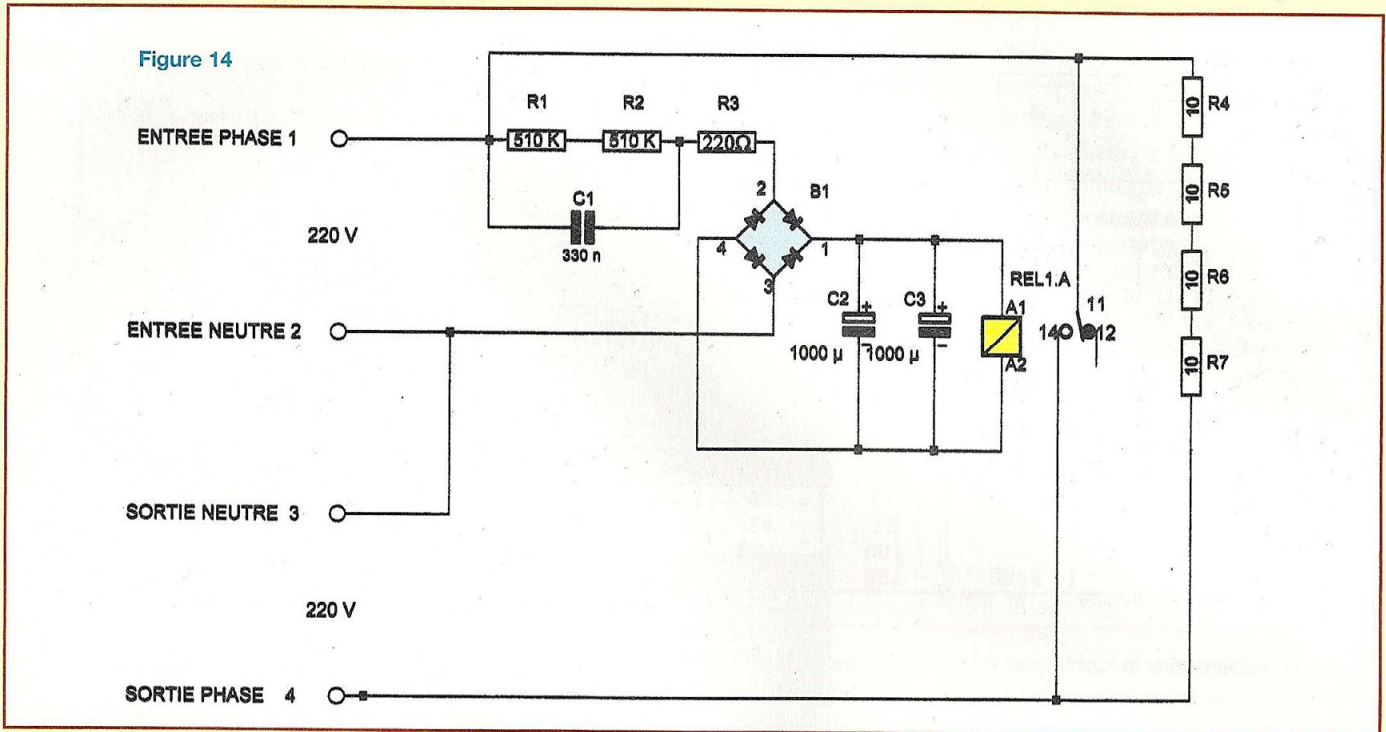 Figure 14
R1 R2 R3
ENTREE PHASE 1
510 K 510 K 220Ω
10 R4
C1
330 n
220 V
2 B1
4 1
3
10 R5
REL1.A
10 R6
C2 + C3 + A1 11
14 12
1000 µ - 1000 µ - A2
10 R7
ENTREE NEUTRE 2
SORTIE NEUTRE 3
220 V
SORTIE PHASE 4